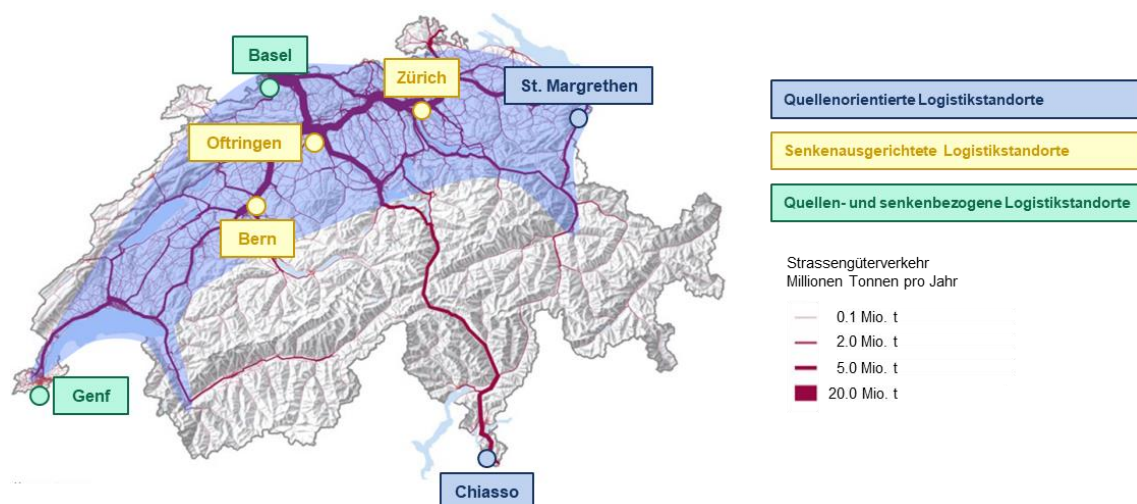 Basel
Zürich
St. Margrethen
Oftringen
Bern
Genf
Chiasso
Quellenorientierte Logistikstandorte
Senkenausgerichtete Logistikstandorte
Quellen- und senkenbezogene Logistikstandorte
Strassengüterverkehr
Millionen Tonnen pro Jahr
0.1 Mio. t
2.0 Mio. t
5.0 Mio. t
20.0 Mio. t